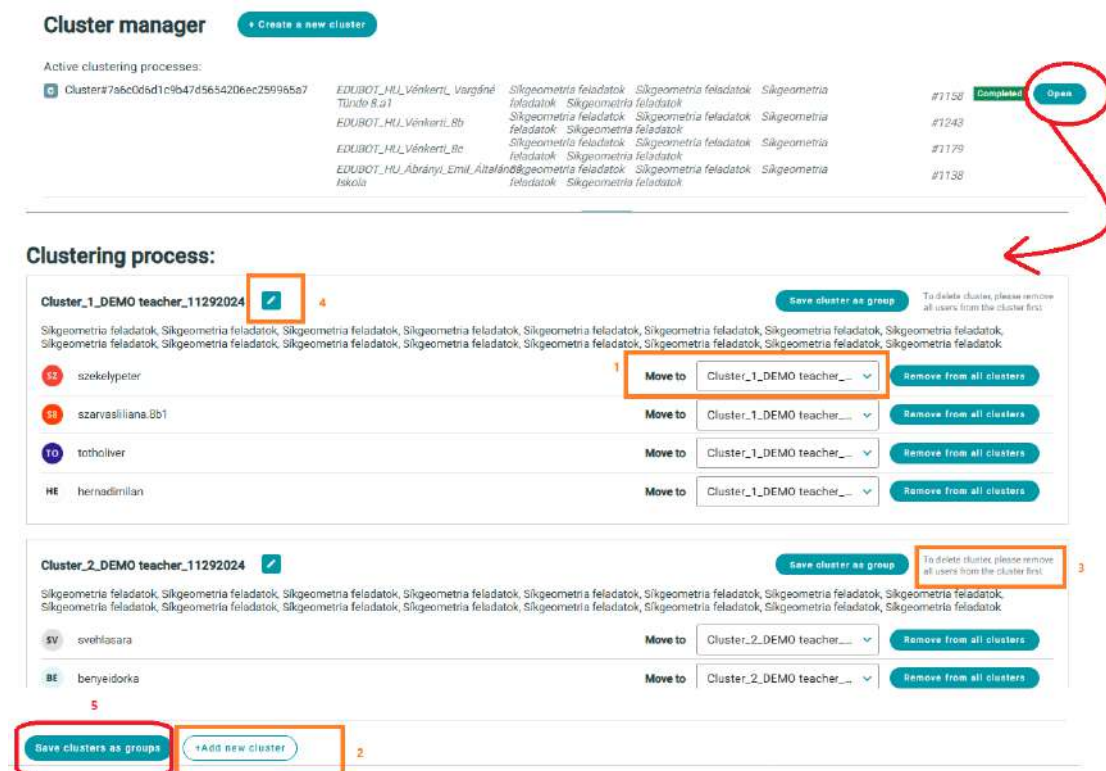 Cluster manager
+ Create a new cluster
Active clustering processes:
C Cluster#7a6c0d6d1c9b47d5654206ec259965a7
EDUBOT_HU_Vénkerti_ Vargáné Tünde 8.a1
Síkgeometria feladatok Síkgeometria feladatok Síkgeometria
feladatok Síkgeometria feladatok
#1158
Completed
Open
EDUBOT_HU_Vénkerti_8b
Síkgeometria feladatok Síkgeometria feladatok Síkgeometria
feladatok Síkgeometria feladatok
#1243
EDUBOT_HU_Vénkerti_8c
Síkgeometria feladatok Síkgeometria feladatok Síkgeometria
feladatok Síkgeometria feladatok
#1179
EDUBOT_HU_Ábrányi_Emil_Által
Iskola
geometria feladatok Síkgeometria feladatok Síkgeometria
feladatok Síkgeometria feladatok
#1138
Clustering process:
Cluster_1_DEMO teacher_11292024
4
Save cluster as group
To delete cluster, please remove
all users from the cluster first.
Síkgeometria feladatok, Síkgeometria feladatok, Síkgeometria feladatok, Síkgeometria feladatok, Síkgeometria feladatok, Síkgeometria feladatok, Síkgeometria feladatok, Síkgeometria feladatok,
Síkgeometria feladatok, Síkgeometria feladatok, Síkgeometria feladatok, Síkgeometria feladatok, Síkgeometria feladatok, Síkgeometria feladatok, Síkgeometria feladatok, Síkgeometria feladatok
1
SZ szekelypeter Move to Cluster_1_DEMO teacher_... Remove from all clusters
SB szarvasliliana.8b1 Move to Cluster_1_DEMO teacher_... Remove from all clusters
TO totholiver Move to Cluster_1_DEMO teacher_... Remove from all clusters
HE hernadimilan Move to Cluster_1_DEMO teacher_... Remove from all clusters
Cluster_2_DEMO teacher_11292024
Save cluster as group
To delete cluster, please remove
all users from the cluster first.
3
Síkgeometria feladatok, Síkgeometria feladatok, Síkgeometria feladatok, Síkgeometria feladatok, Síkgeometria feladatok, Síkgeometria feladatok, Síkgeometria feladatok, Síkgeometria feladatok,
Síkgeometria feladatok, Síkgeometria feladatok, Síkgeometria feladatok, Síkgeometria feladatok, Síkgeometria feladatok, Síkgeometria feladatok, Síkgeometria feladatok, Síkgeometria feladatok
SV svehlasara Move to Cluster_2_DEMO teacher_... Remove from all clusters
BE benyeidorka Move to Cluster_2_DEMO teacher_... Remove from all clusters
5
Save clusters as groups
+Add new cluster
2